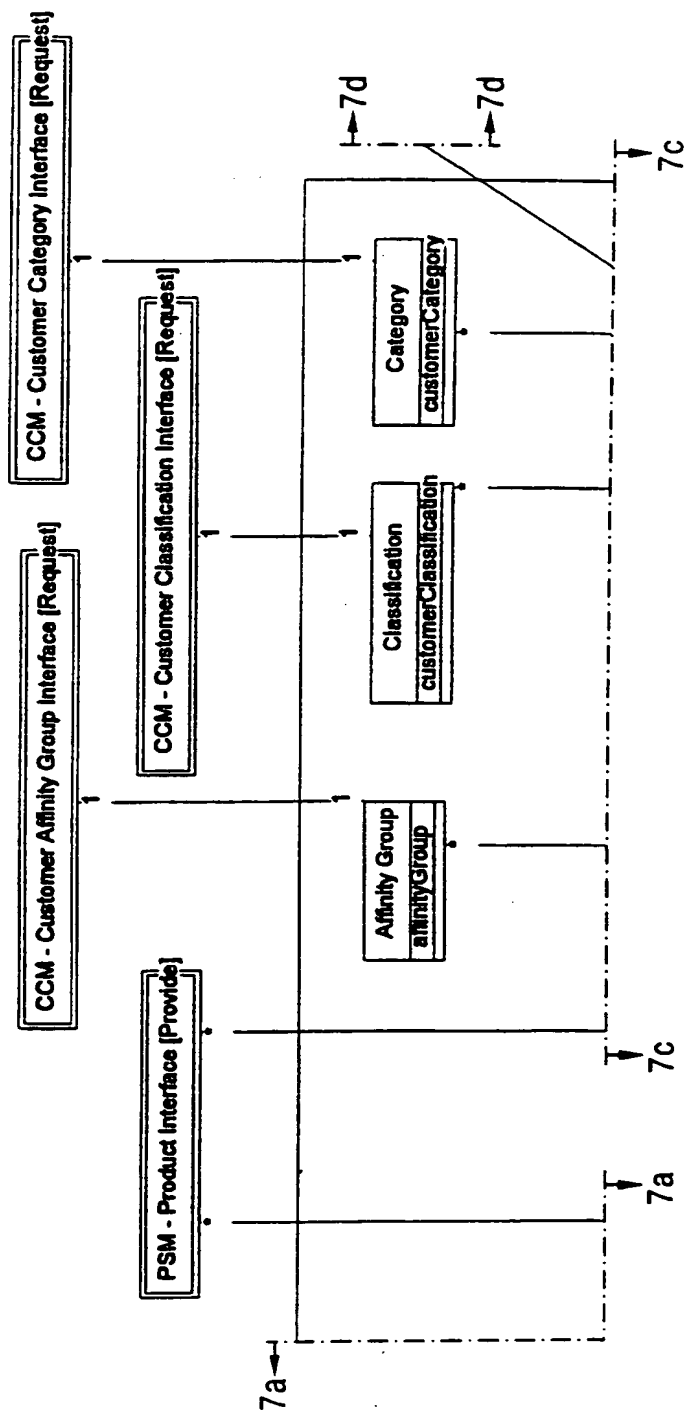 CCM - Customer Affinity Group Interface [Request]
CCM - Customer Category Interface [Request]
PSM - Product Interface [Provide]
CCM - Customer Classification Interface [Request]
1
1
1
7a
7d
7d
1
1
1
Affinity Group
affinityGroup
Classification
customerClassification
Category
customerCategory
*
*
*
*
*
7a
7c
7c